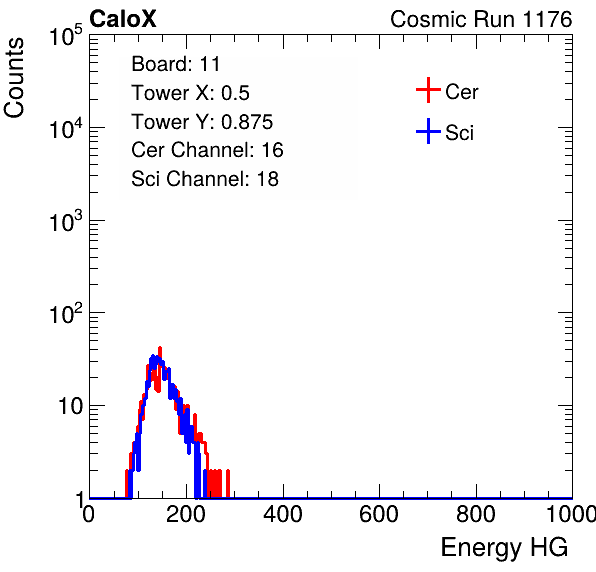 CaloX Cosmic Run 1176
Counts
Board: 11
Tower X: 0.5
Tower Y: 0.875
Cer Channel: 16
Sci Channel: 18
Cer
Sci
10^5
10^4
10^3
10^2
10
1
0 200 400 600 800 1000
Energy HG